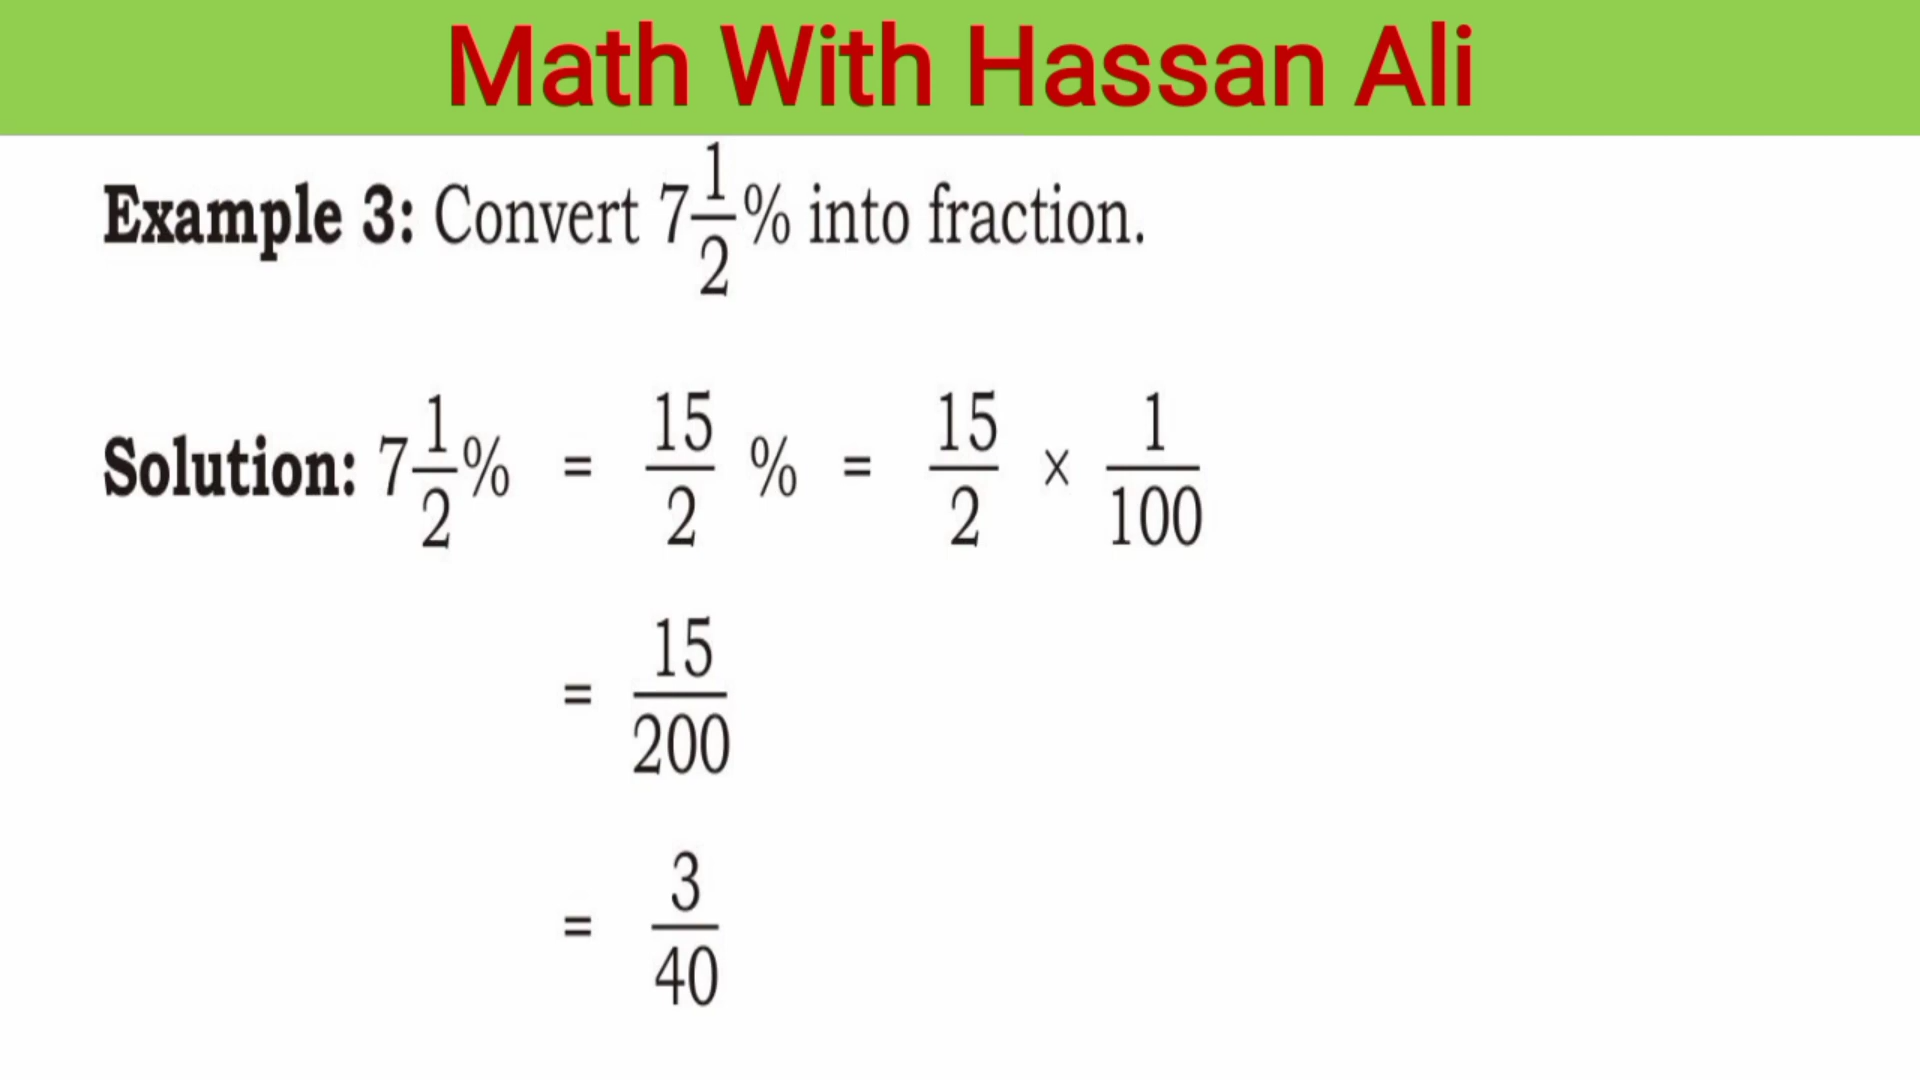 Math With Hassan Ali
Example 3: Convert 7 1/2% into fraction.
Solution: 7 1/2% = 15/2 % = 15/2 × 1/100
= 15/200
= 3/40